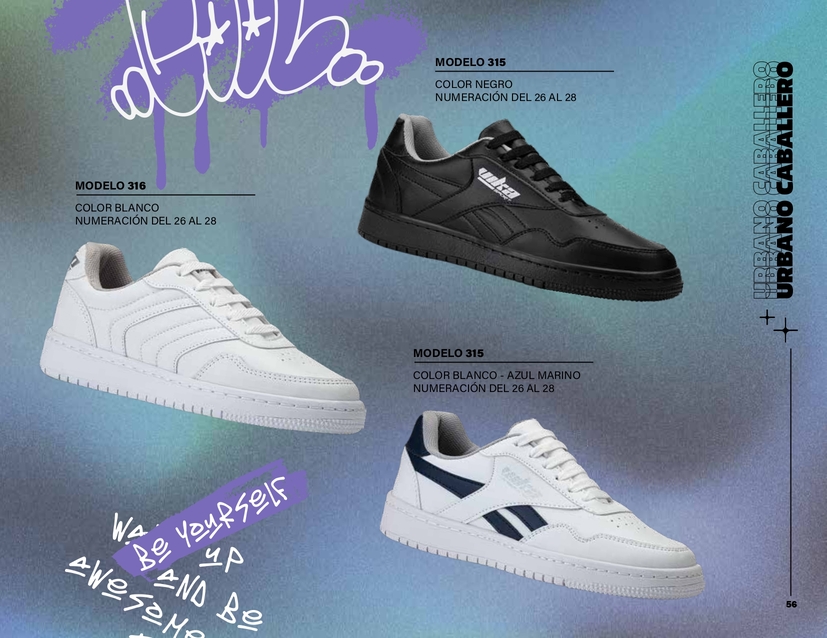 MODELO 315
COLOR NEGRO
NUMERACIÓN DEL 26 AL 28
MODELO 316
COLOR BLANCO
NUMERACIÓN DEL 26 AL 28
MODELO 315
COLOR BLANCO - AZUL MARINO
NUMERACIÓN DEL 26 AL 28
URBANO CABALLERO
URBANO CABALLERO
BE YOURSELF
UP
AND BE
AWESOME
56